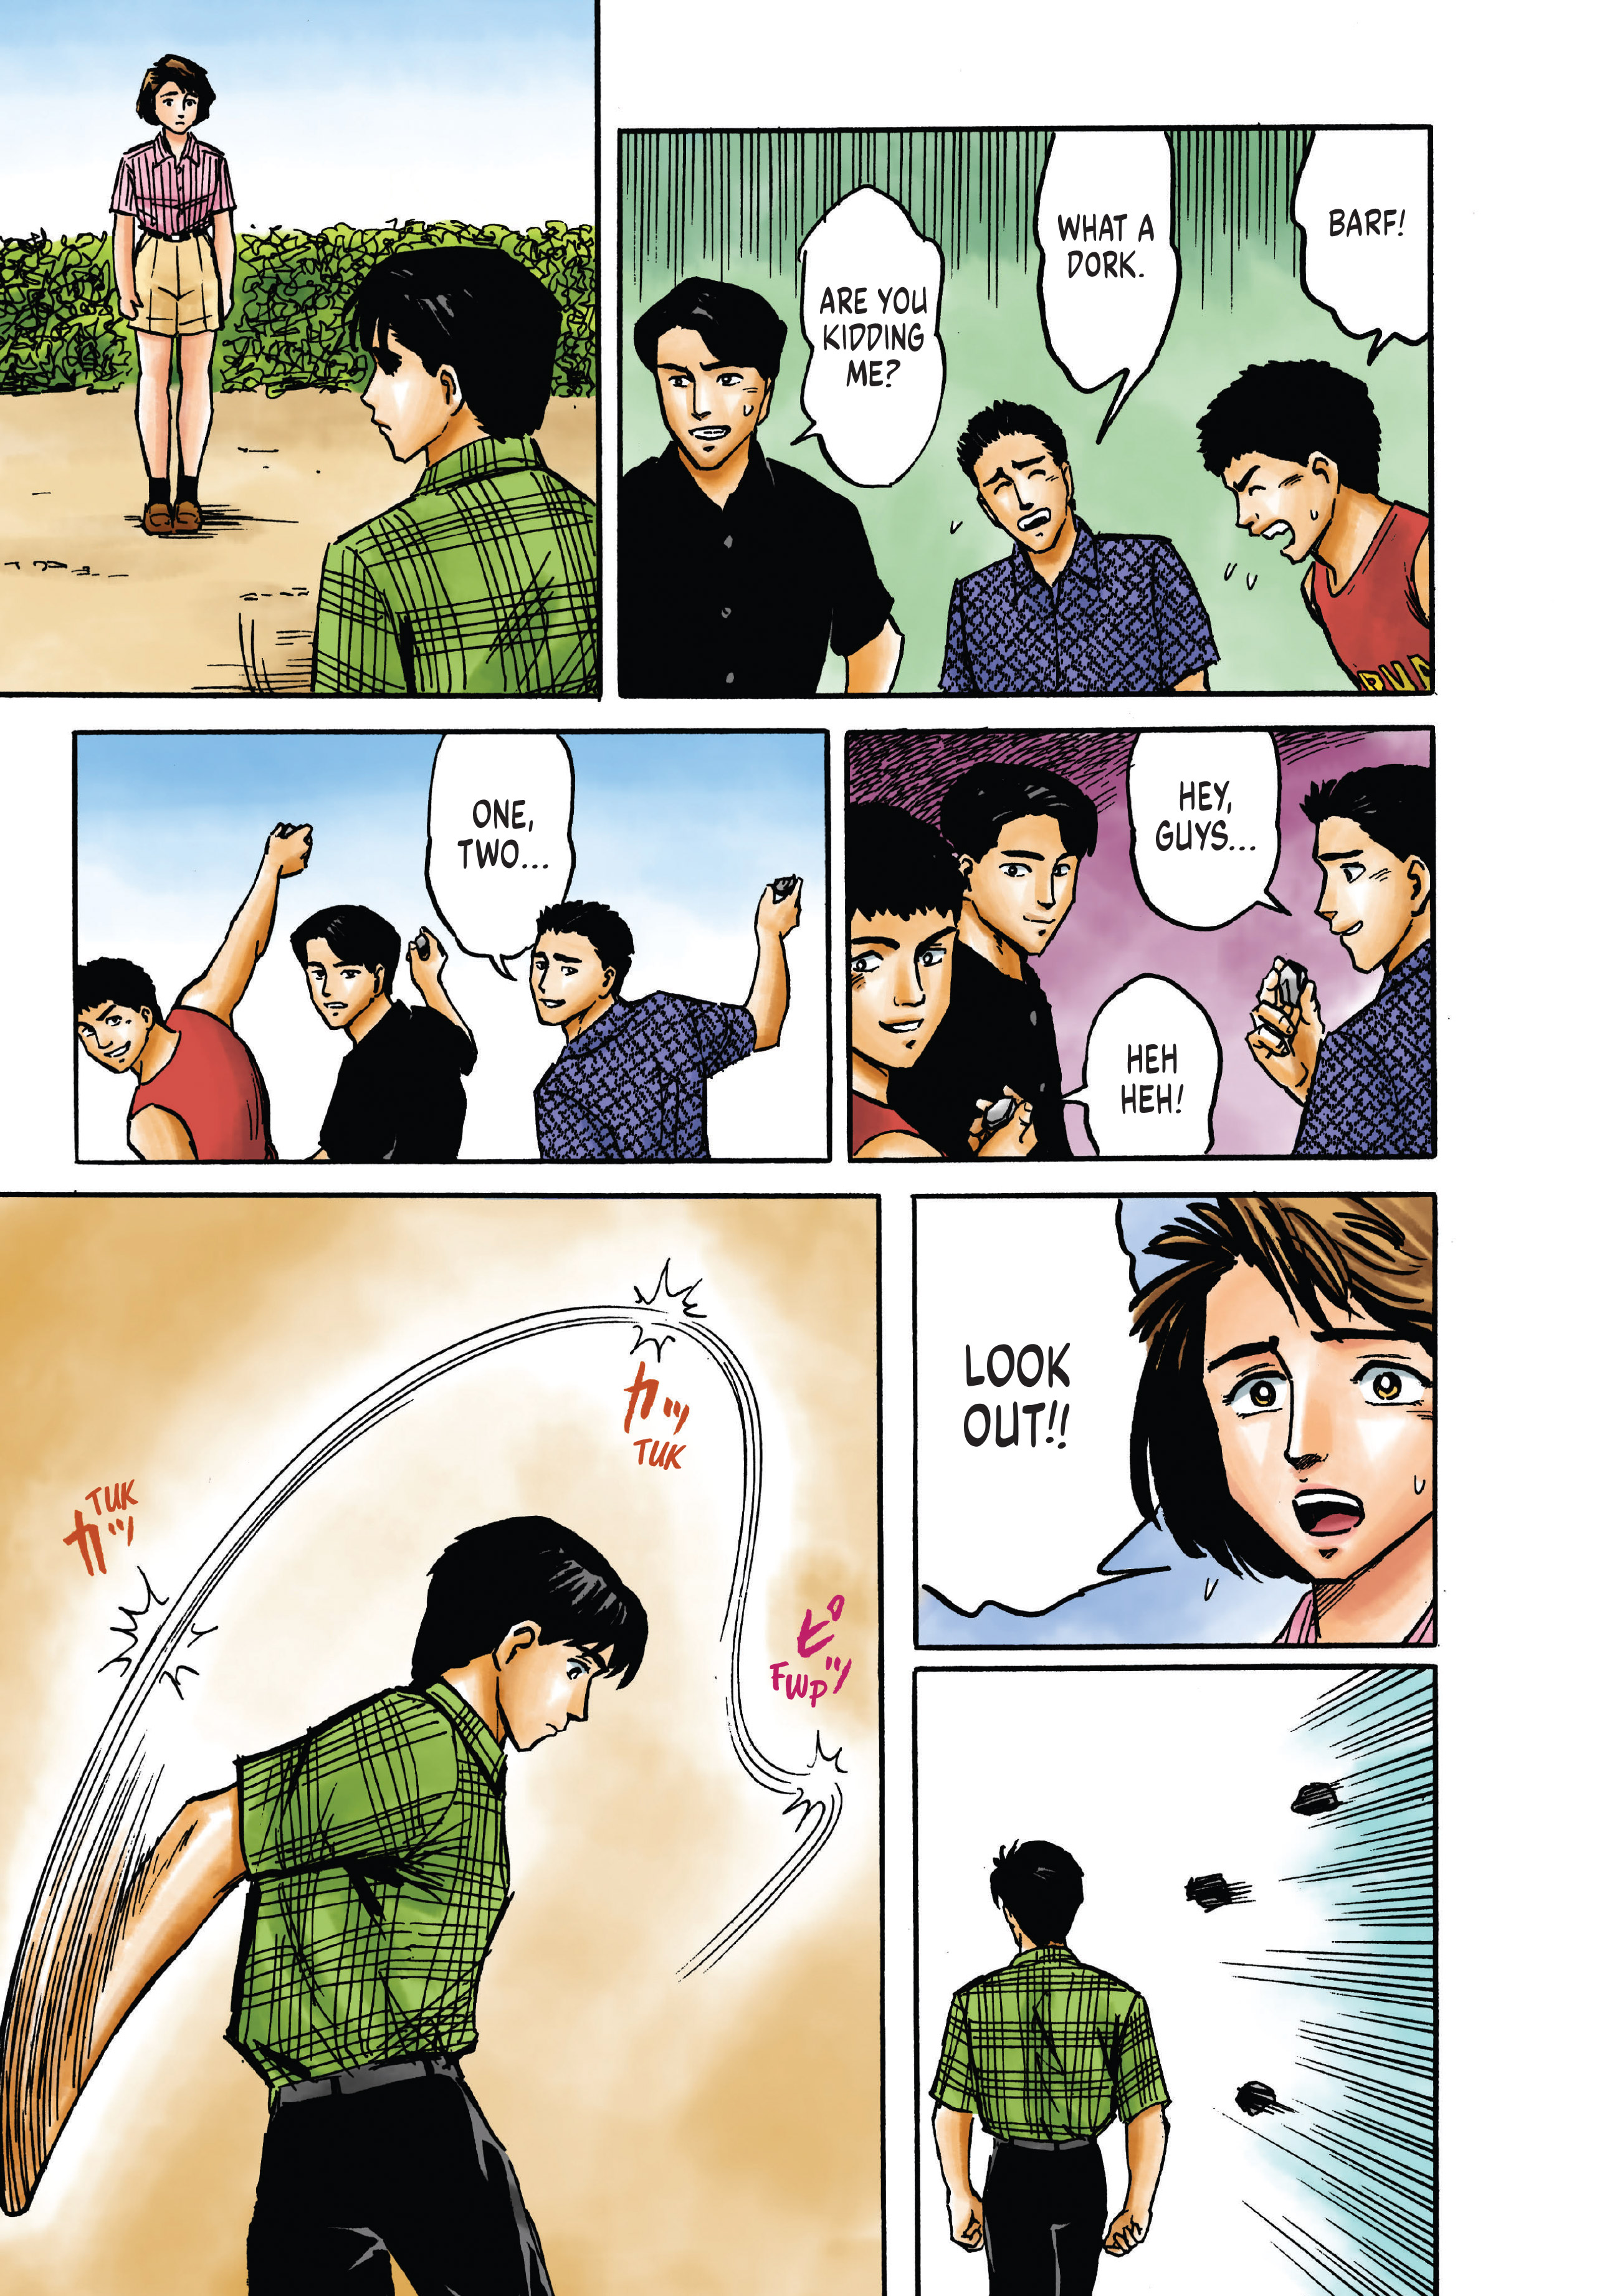 BARF!
WHAT A
DORK.
ARE YOU
KIDDING
ME?
HEY,
GUYS...
HEH
HEH!
ONE,
TWO...
LOOK
OUT!!
ピッ
FWP
カッ
TUK
TUK
カッ